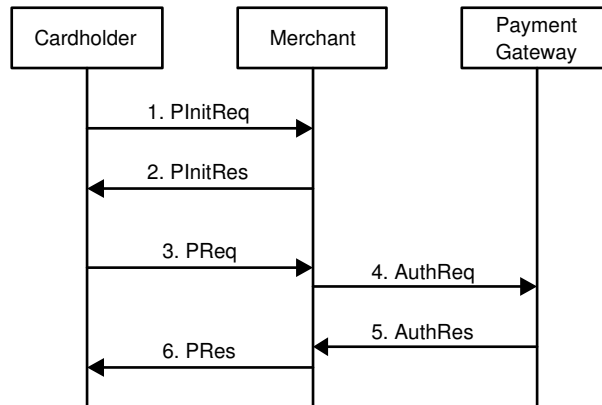 Cardholder
Merchant
Payment
Gateway
1. PInitReq
2. PInitRes
3. PReq
4. AuthReq
5. AuthRes
6. PRes